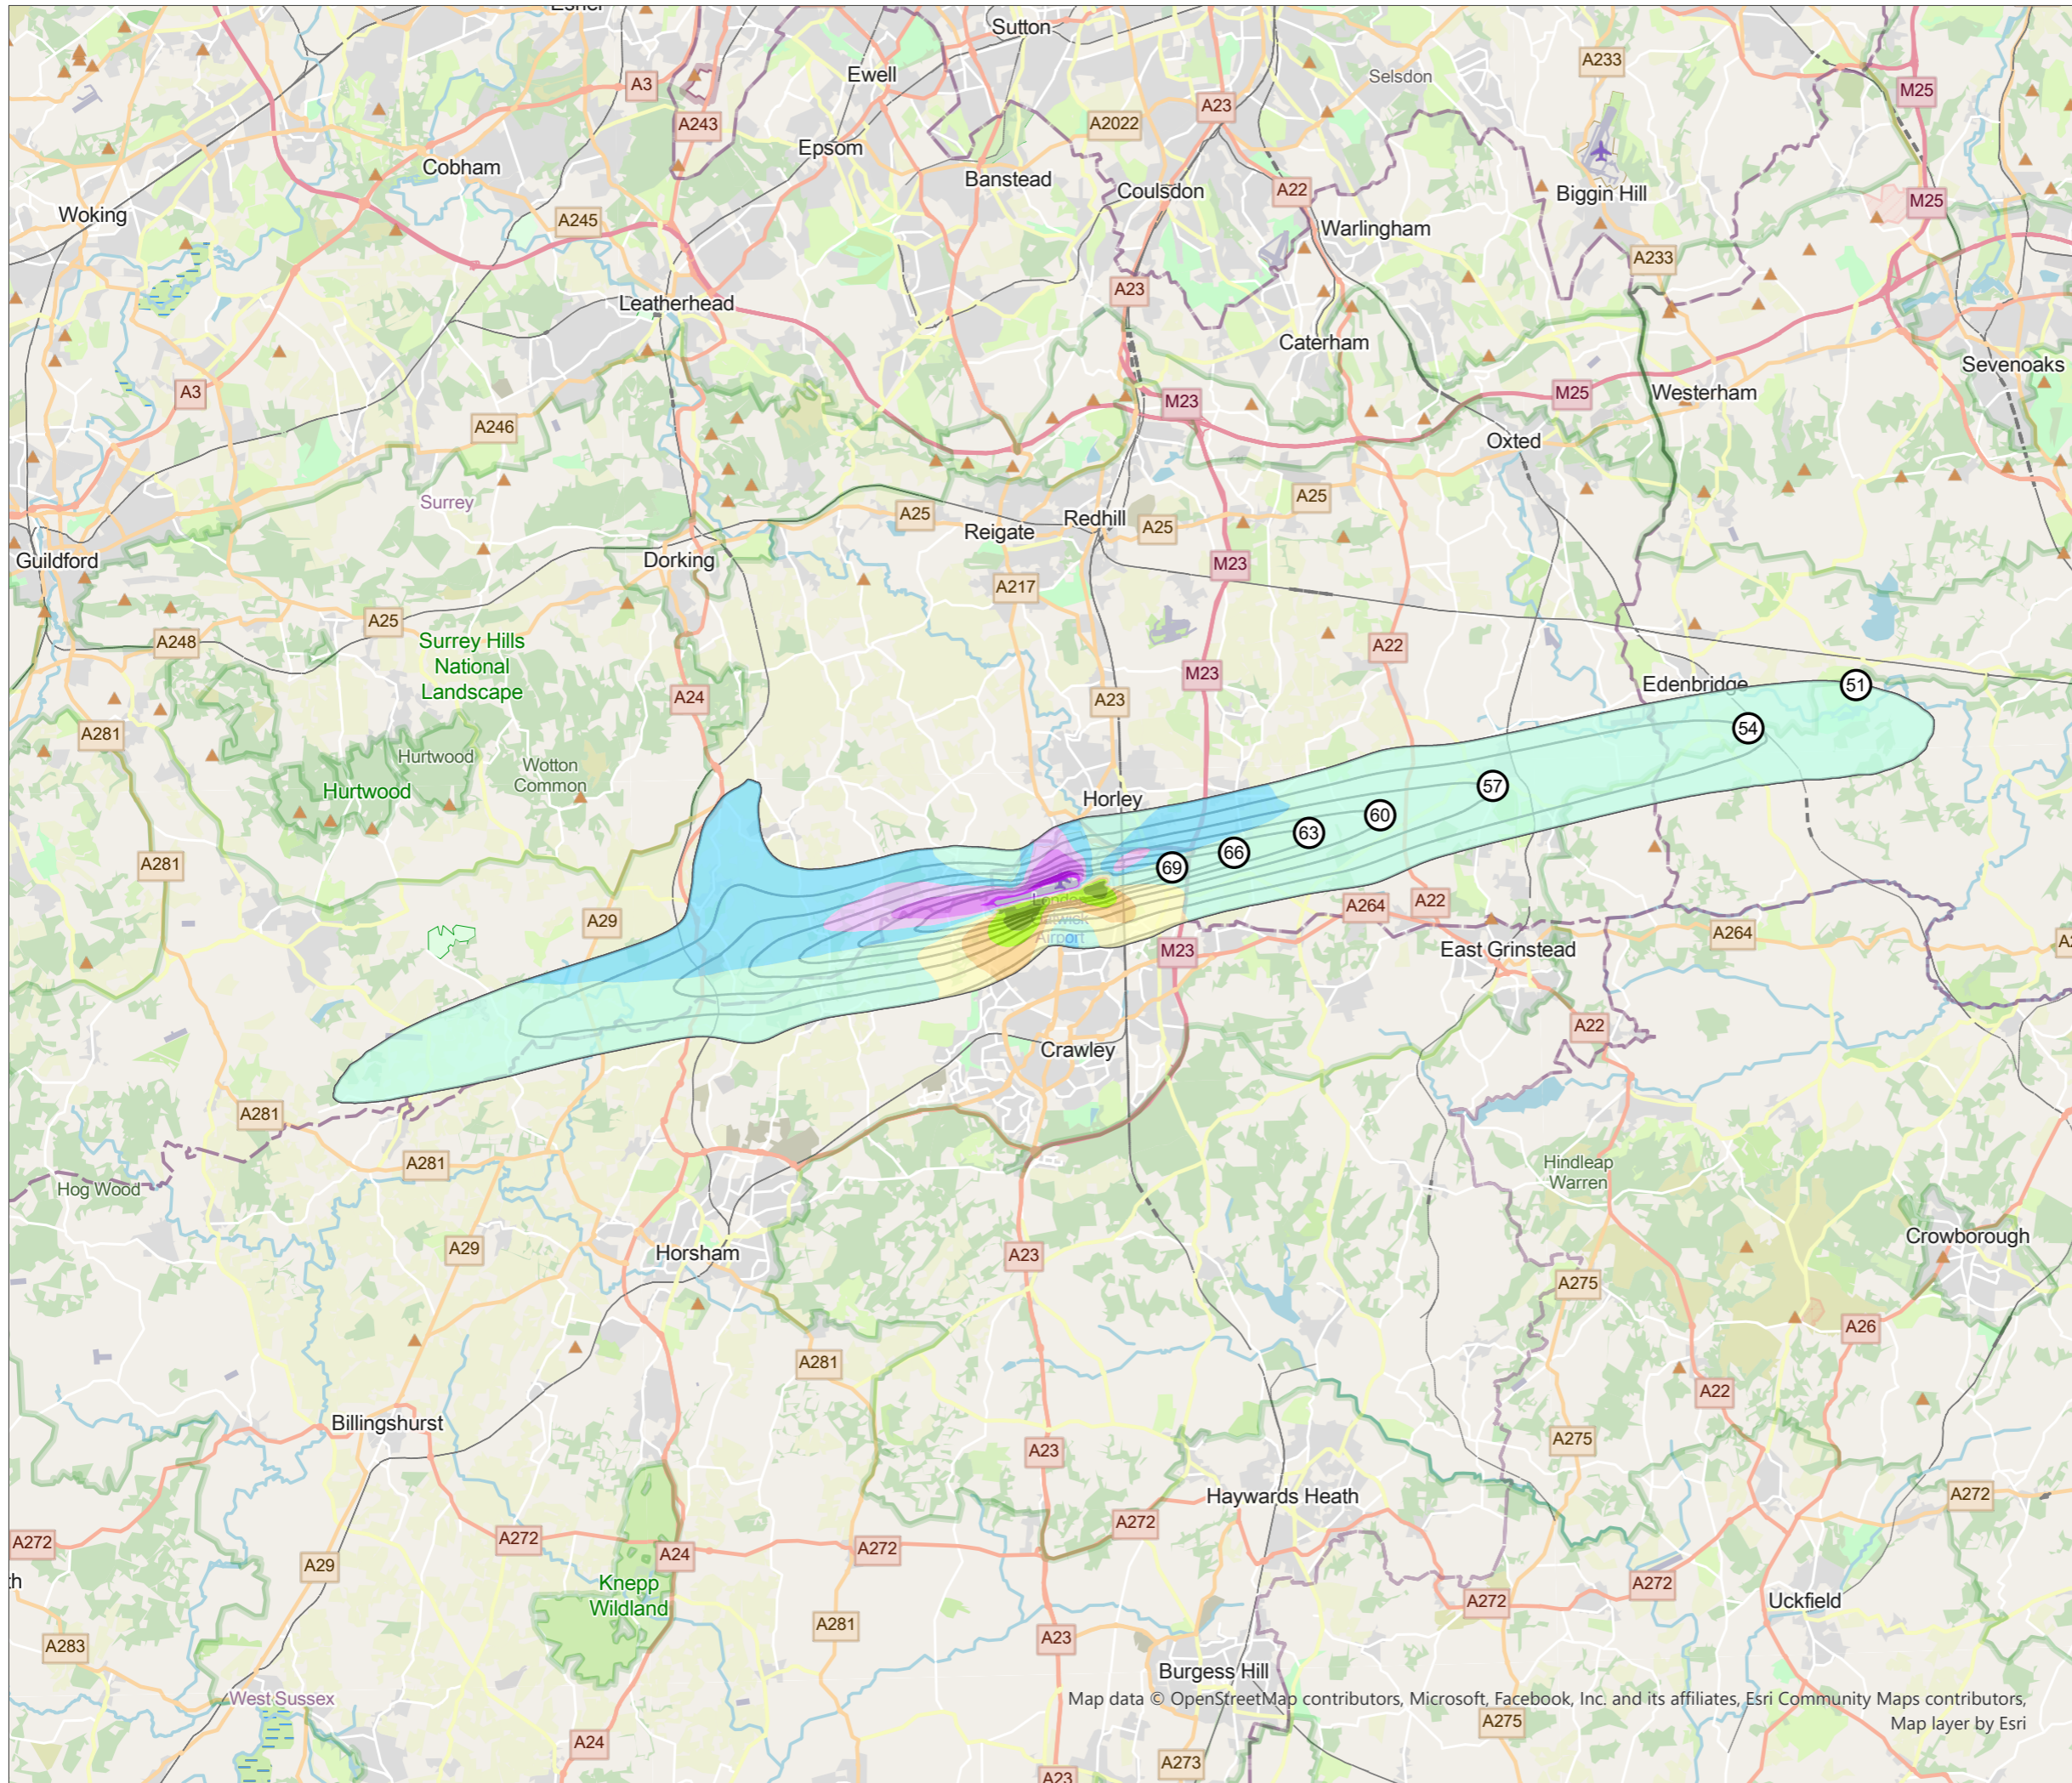 Sutton
Ewell
Selsdon
A233
A3
M25
A243
A2022
A23
Epsom
Cobham
Banstead
Coulsdon
A22
Biggin Hill
M25
Woking
A245
Warlingham
A233
A23
Leatherhead
Caterham
Sevenoaks
A3
M23
M25
Westerham
A246
Oxted
Surrey
A25
A25
Reigate
Redhill
A25
Guildford
Dorking
M23
A217
A25
A248
Surrey Hills
National
Landscape
A22
M23
Edenbridge
51
A24
A23
54
A281
Hurtwood
Wotton
Common
Hurtwood
57
Horley
60
63
66
69
A281
A29
London
Gatwick
Airport
A264
A22
M23
East Grinstead
A264
A22
Crawley
A281
A281
Hindleap
Warren
Hog Wood
A29
Horsham
A23
Crowborough
A275
A26
A281
A22
Billingshurst
A275
A23
Haywards Heath
A272
A272
A272
A272
A272
A24
A29
Knepp
Wildland
A272
A272
Uckfield
A281
A23
A283
Burgess Hill
West Sussex
Map data © OpenStreetMap contributors, Microsoft, Facebook, Inc. and its affiliates, Esri Community Maps contributors,
Map layer by Esri
A275
A24
A273
A23